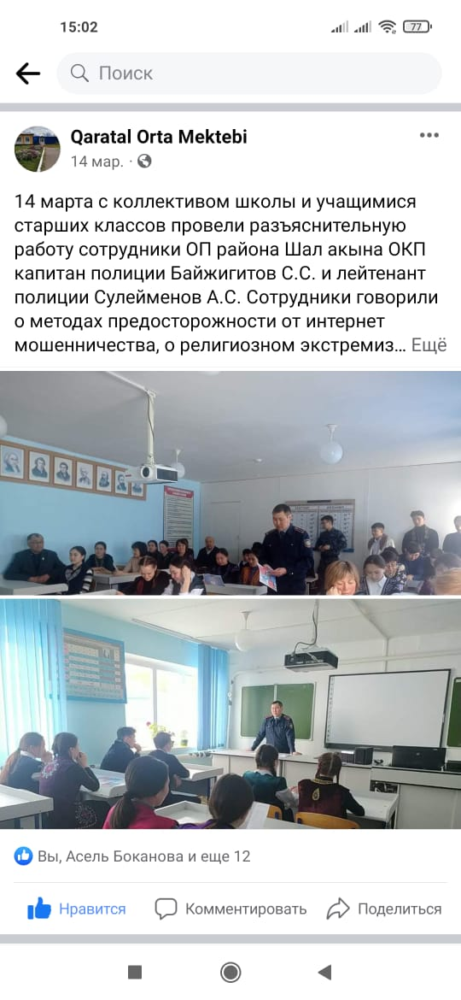 15:02
77
Поиск
Qaratal Orta Mektebi
14 мар. ·
14 марта с коллективом школы и учащимися
старших классов провели разъяснительную
работу сотрудники ОП района Шал акына ОКП
капитан полиции Байжигитов С.С. и лейтенант
полиции Сулейменов А.С. Сотрудники говорили
о методах предосторожности от интернет
мошенничества, о религиозном экстремиз... Ещё
Вы, Асель Боканова и еще 12
Нравится
Комментировать
Поделиться